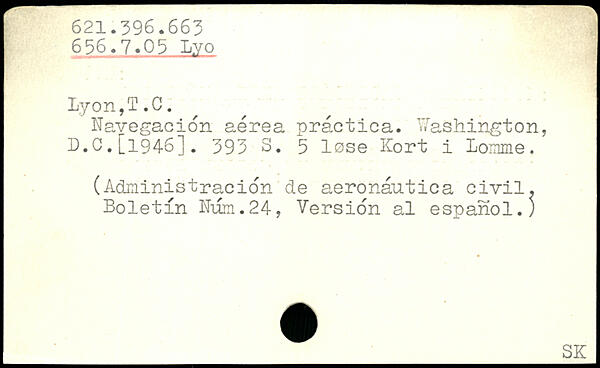 621.396.663
656.7.05 Lyo
Lyon,T.C.
Navegación aérea práctica. Washington,
D.C.[1946]. 393 S. 5 løse Kort i Lomme.
(Administración de aeronáutica civil,
Boletín Núm.24, Versión al español.)
SK